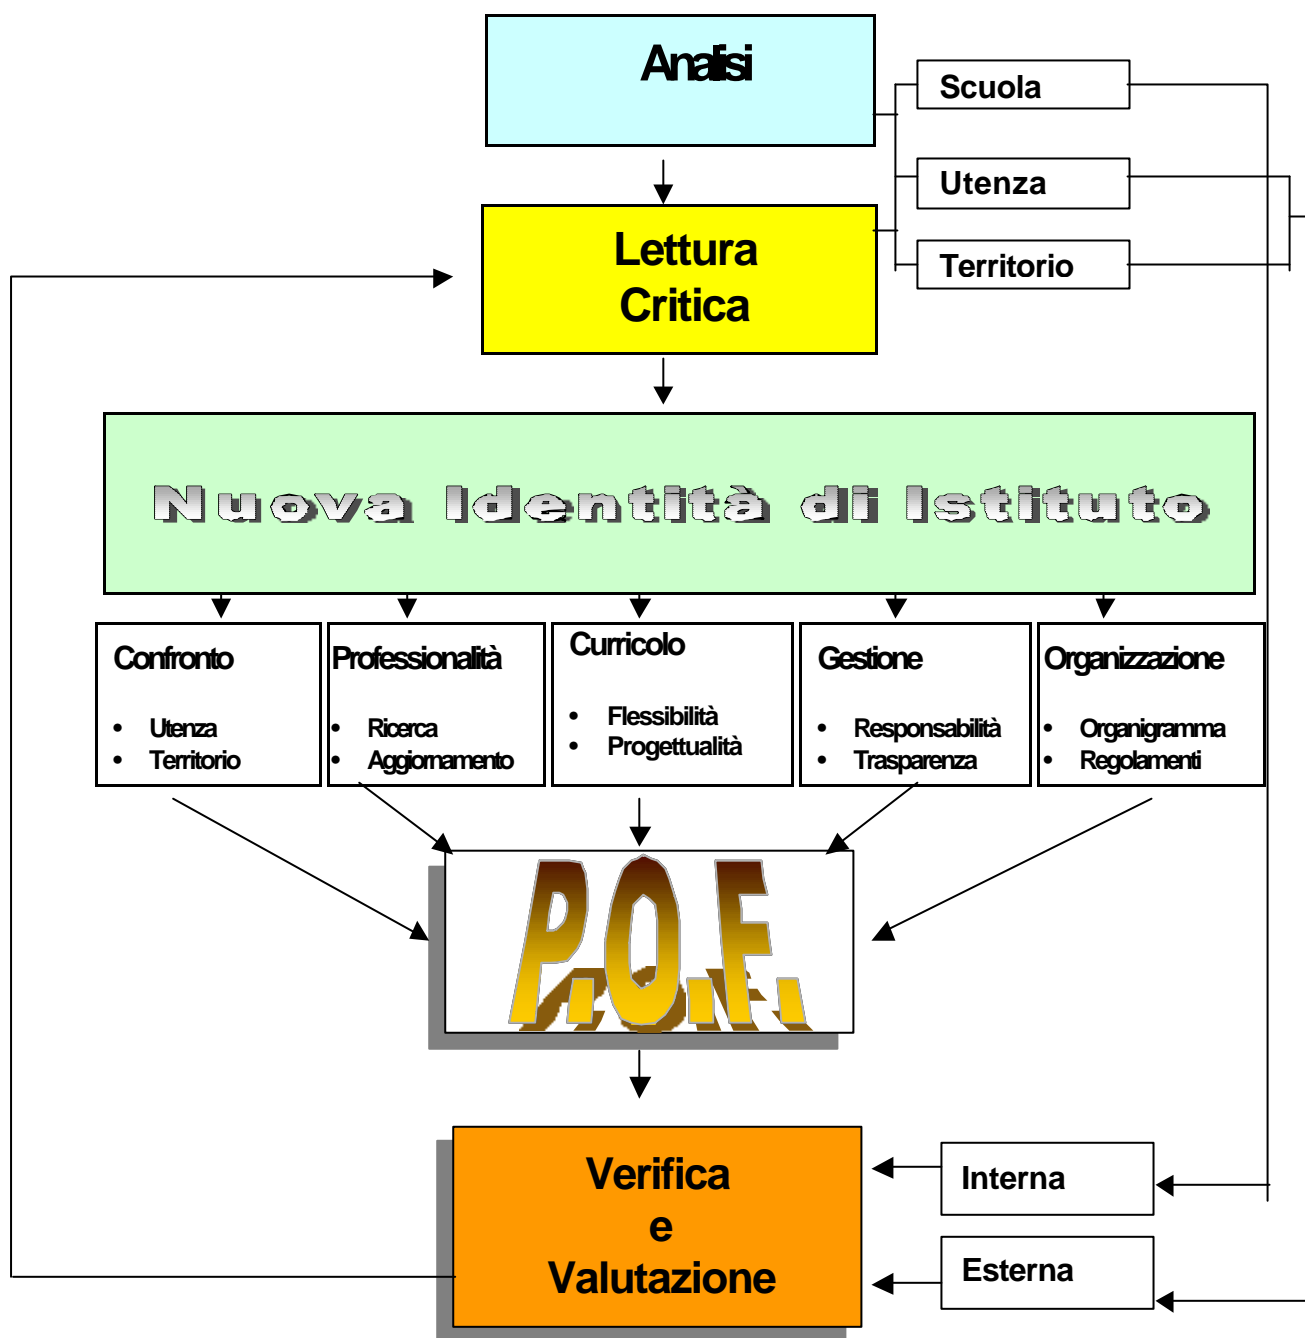 Analisi
Scuola
Utenza
Territorio
Lettura
Critica
Nuova Identità di Istituto
Confronto
• Utenza
• Territorio
Professionalità
• Ricerca
• Aggiornamento
Curricolo
• Flessibilità
• Progettualità
Gestione
• Responsabilità
• Trasparenza
Organizzazione
• Organigramma
• Regolamenti
P.O.F.
Verifica
e
Valutazione
Interna
Esterna